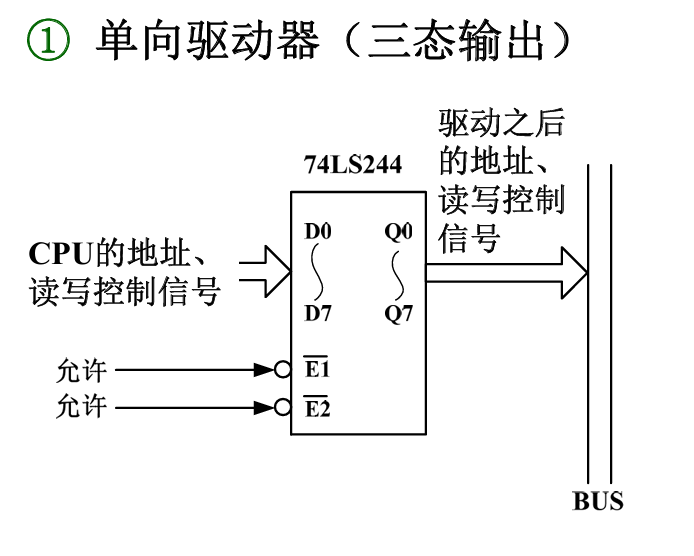 ① 单向驱动器（三态输出）
驱动之后
的地址、
读写控制
信号
74LS244
CPU的地址、
读写控制信号
D0
Q0
D7
Q7
允许
E1
允许
E2
BUS